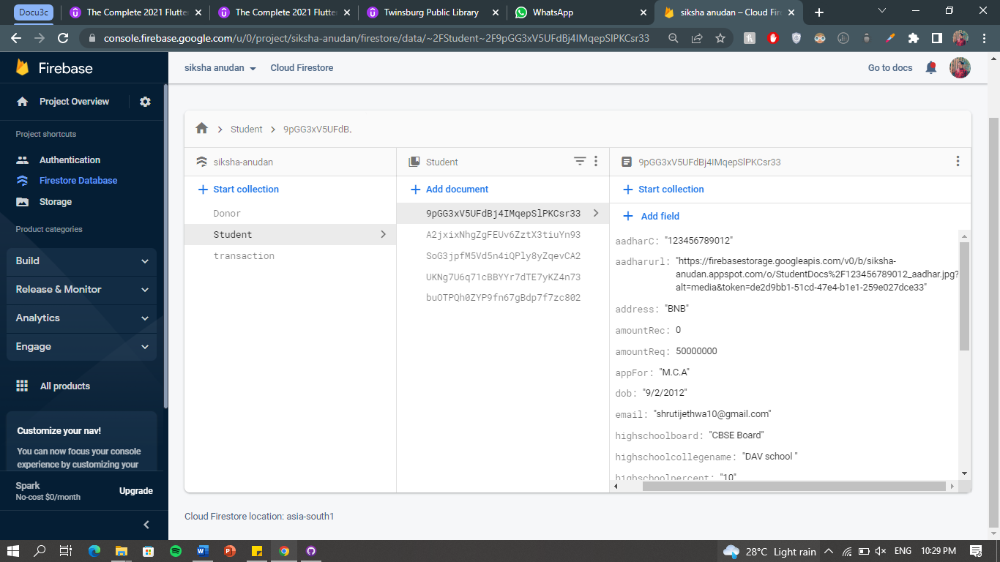 Docu3c
The Complete 2021 Flutter
The Complete 2021 Flutter
Twinsburg Public Library
WhatsApp
siksha anudan – Cloud Fire
console.firebase.google.com/u/0/project/siksha-anudan/firestore/data/~2FStudent~2F9pGG3xV5UFdBj4IMqepSlPKCsr33
Firebase
siksha anudan
Cloud Firestore
Go to docs
Project Overview
Project shortcuts
Authentication
Firestore Database
Storage
Product categories
Build
Release & Monitor
Analytics
Engage
All products
Customize your nav!
You can now focus your console
experience by customizing your
Spark
No-cost $0/month
Upgrade
Student
9pGG3xV5UFdB..
siksha-anudan
Start collection
Donor
Student
transaction
Student
Add document
9pGG3xV5UFdBj4IMqepSlPKCsr33
A2jxixNhgZgFEUv6ZztX3tiuYn93
SoG3jpfM5Vd5n4iQPly8yZqevCA2
UKNg7U6q71cBBYYr7dTE7yKZ4n73
buOTPQh0ZYP9fn67gBdp7f7zc802
9pGG3xV5UFdBj4IMqepSlPKCsr33
Start collection
Add field
aadharC: "123456789012"
aadharurl: "https://firebasestorage.googleapis.com/v0/b/siksha-
anudan.appspot.com/o/StudentDocs%2F123456789012_aadhar.jpg?
alt=media&token=de2d9bb1-51cd-47e4-b1e1-259e027dce33"
address: "BNB"
amountRec: 0
amountReq: 50000000
appFor: "M.C.A"
dob: "9/2/2012"
email: "shrutijethwa10@gmail.com"
highschoolboard: "CBSE Board"
highschoolcollegename: "DAV school "
highschoolpercent: "10"
Cloud Firestore location: asia-south1
28°C Light rain
ENG
10:29 PM